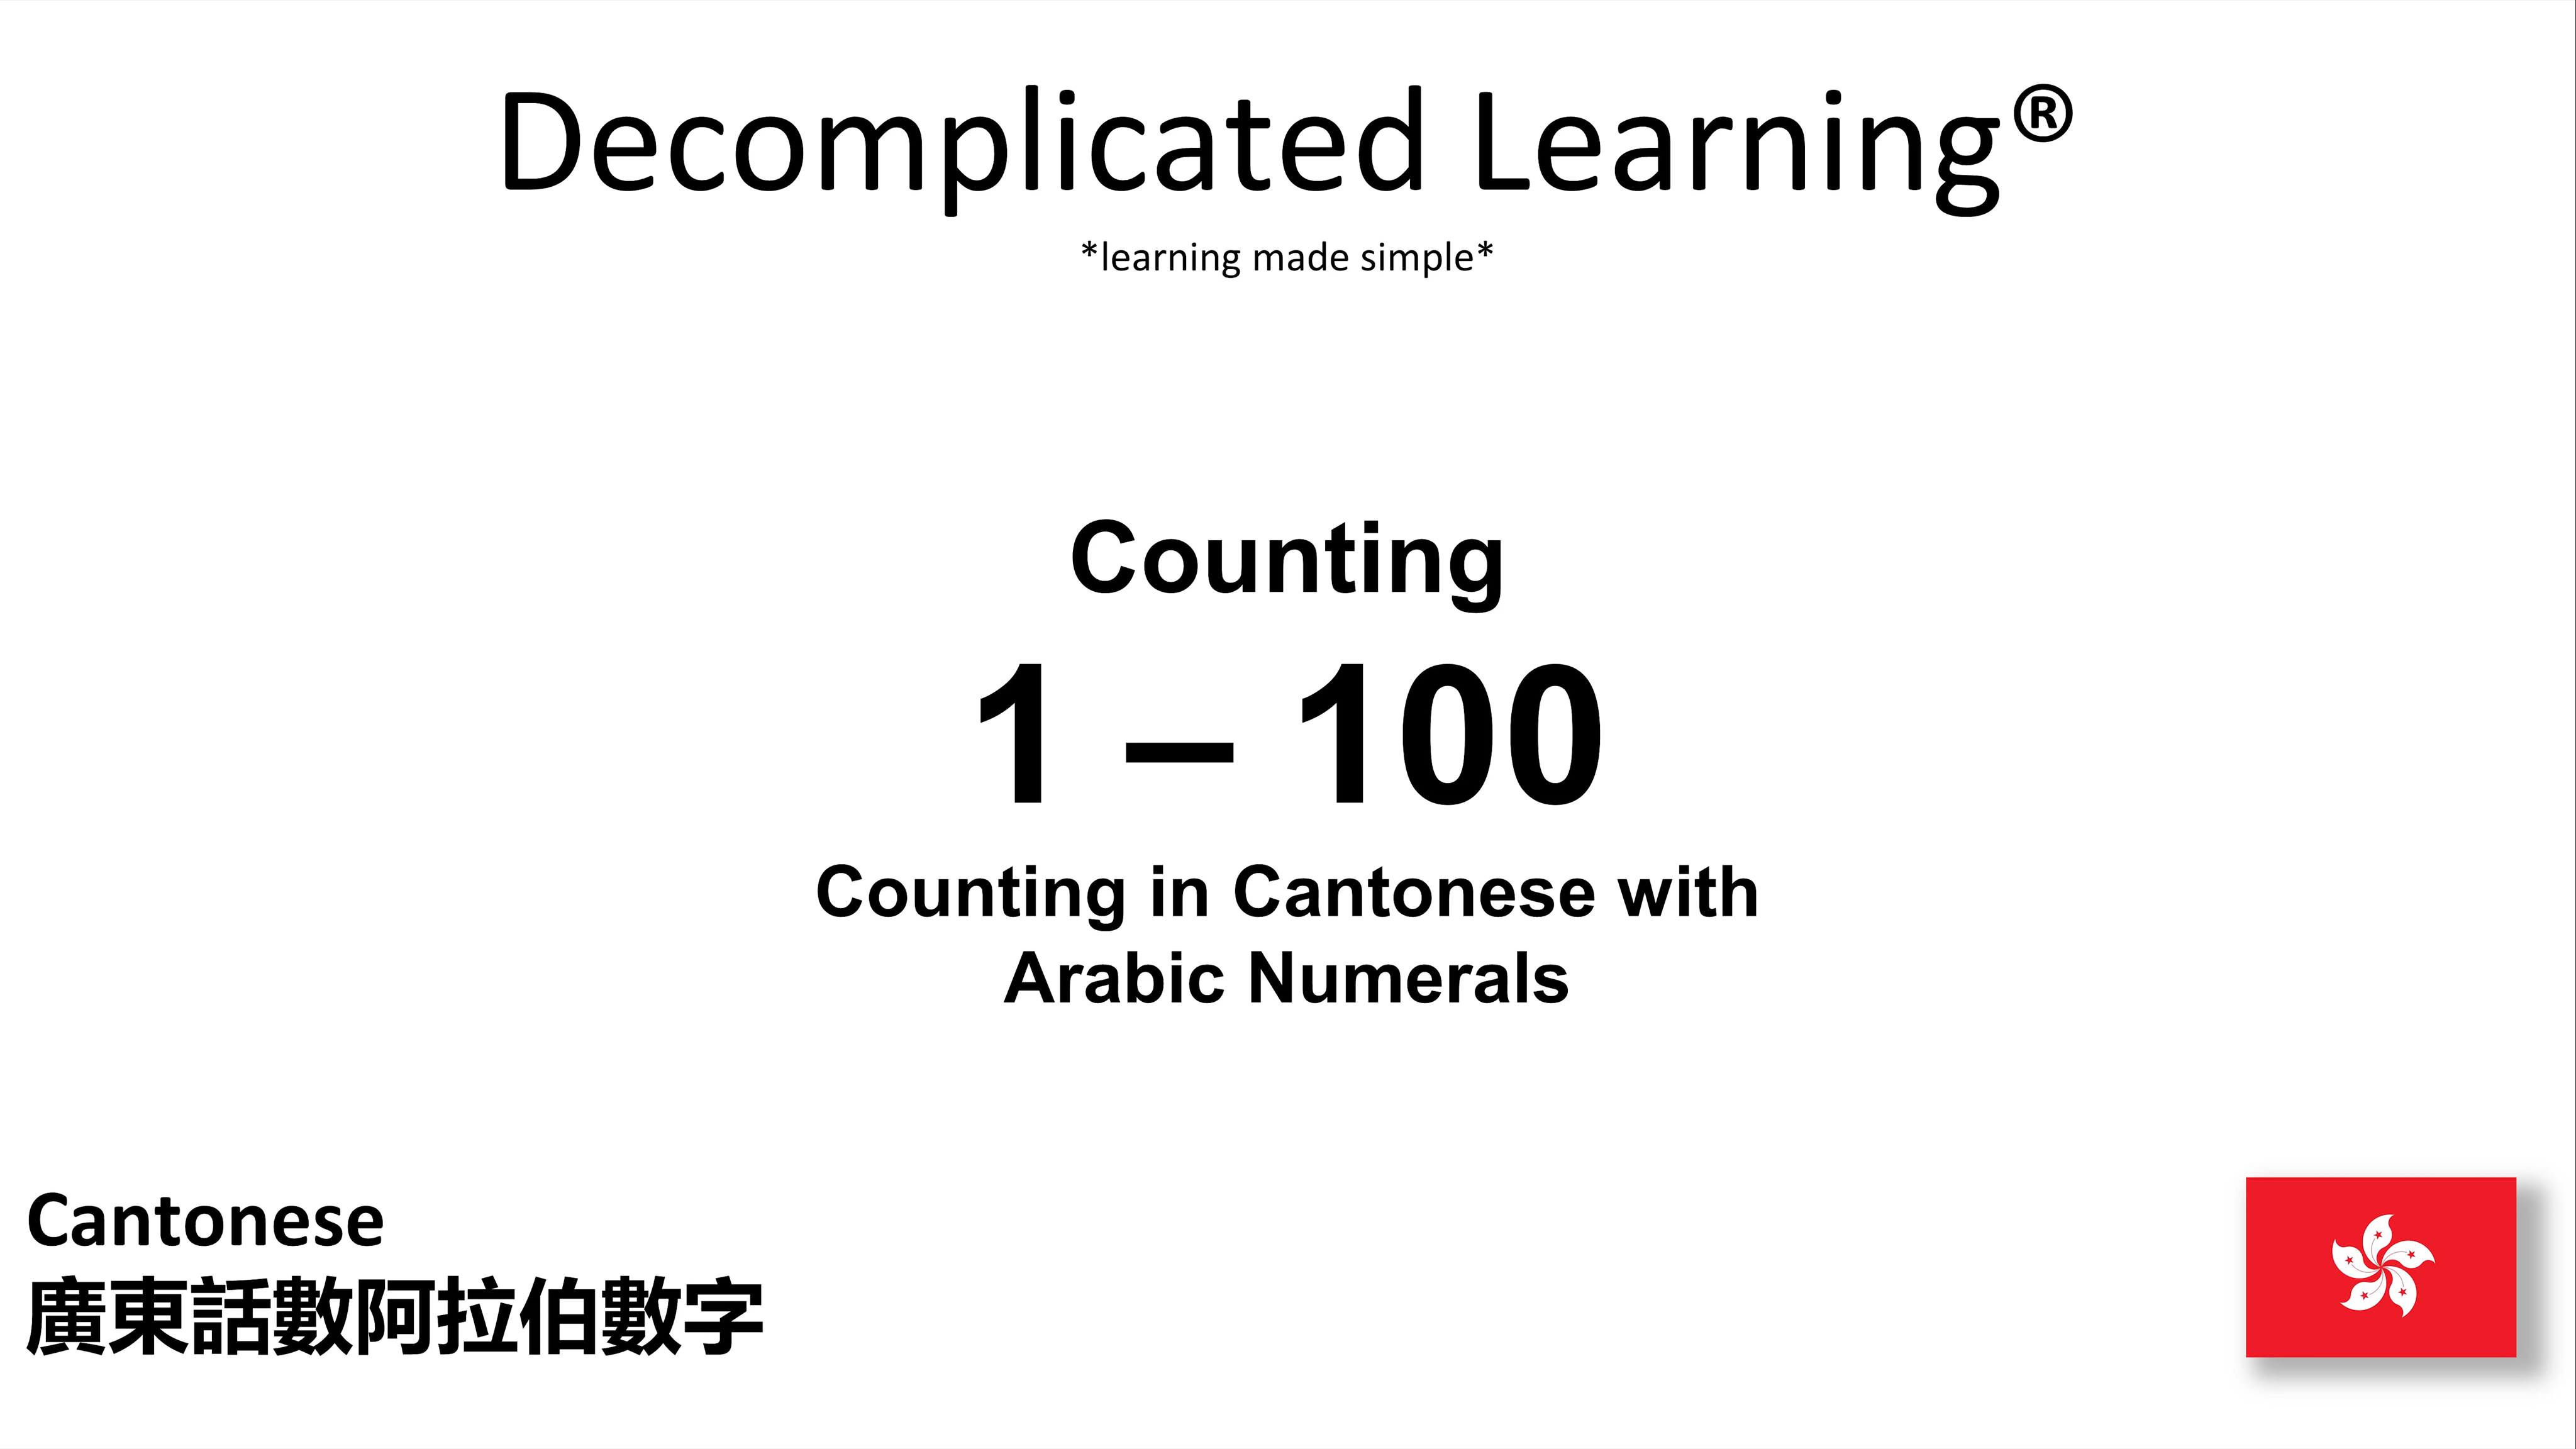 Decomplicated Learning®
*learning made simple*
Counting
1 – 100
Counting in Cantonese with
Arabic Numerals
Cantonese
廣東話數阿拉伯數字